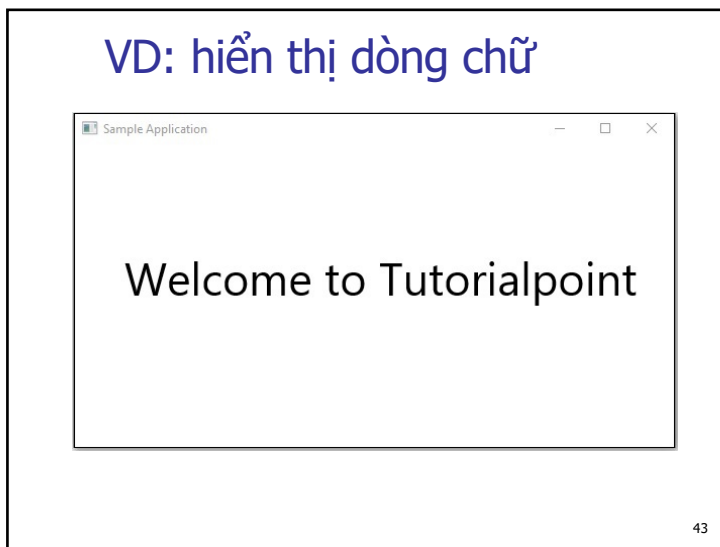 VD: hiển thị dòng chữ
Sample Application
Welcome to Tutorialpoint
43